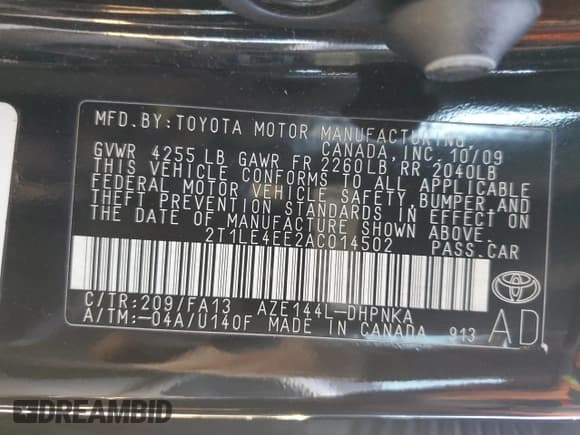 MFD.BY:TOYOTA MOTOR MANUFACTURING,
CANADA, INC. 10/09
GVWR 4255 LB GAWR FR 2260LB RR 2040LB
THIS VEHICLE CONFORMS TO ALL APPLICABLE
FEDERAL MOTOR VEHICLE SAFETY,BUMPER,AND
THEFT PREVENTION STANDARDS IN EFFECT ON
THE DATE OF MANUFACTURE SHOWN ABOVE.
2T1LE4EE2AC014502 PASS.CAR
C/TR:209/FA13 AZE144L-DHPNKA
A/TM:-04A/U140F MADE IN CANADA 913
AD
TOYOTA
DREAMBID